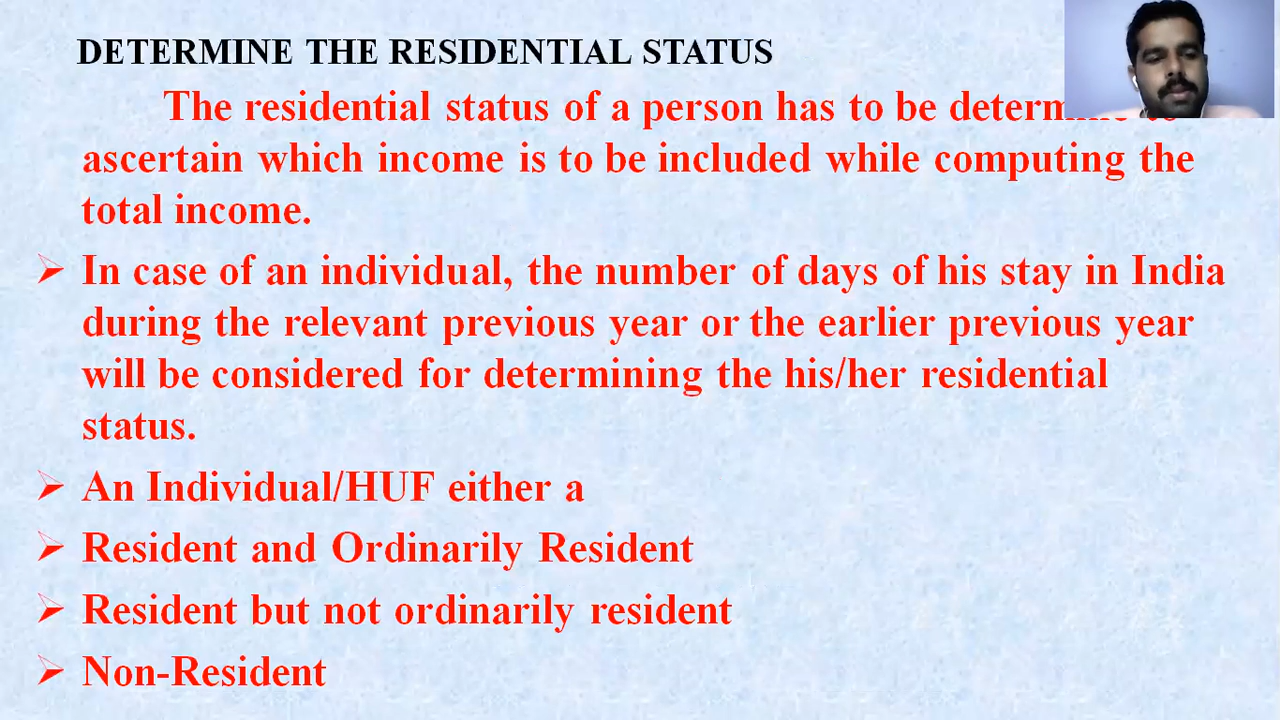 DETERMINE THE RESIDENTIAL STATUS
The residential status of a person has to be
ascertain which income is to be included while computing the
total income.
➢ In case of an individual, the number of days of his stay in India
during the relevant previous year or the earlier previous year
will be considered for determining the his/her residential
status.
➢ An Individual/HUF either a
➢ Resident and Ordinarily Resident
➢ Resident but not ordinarily resident
➢ Non-Resident